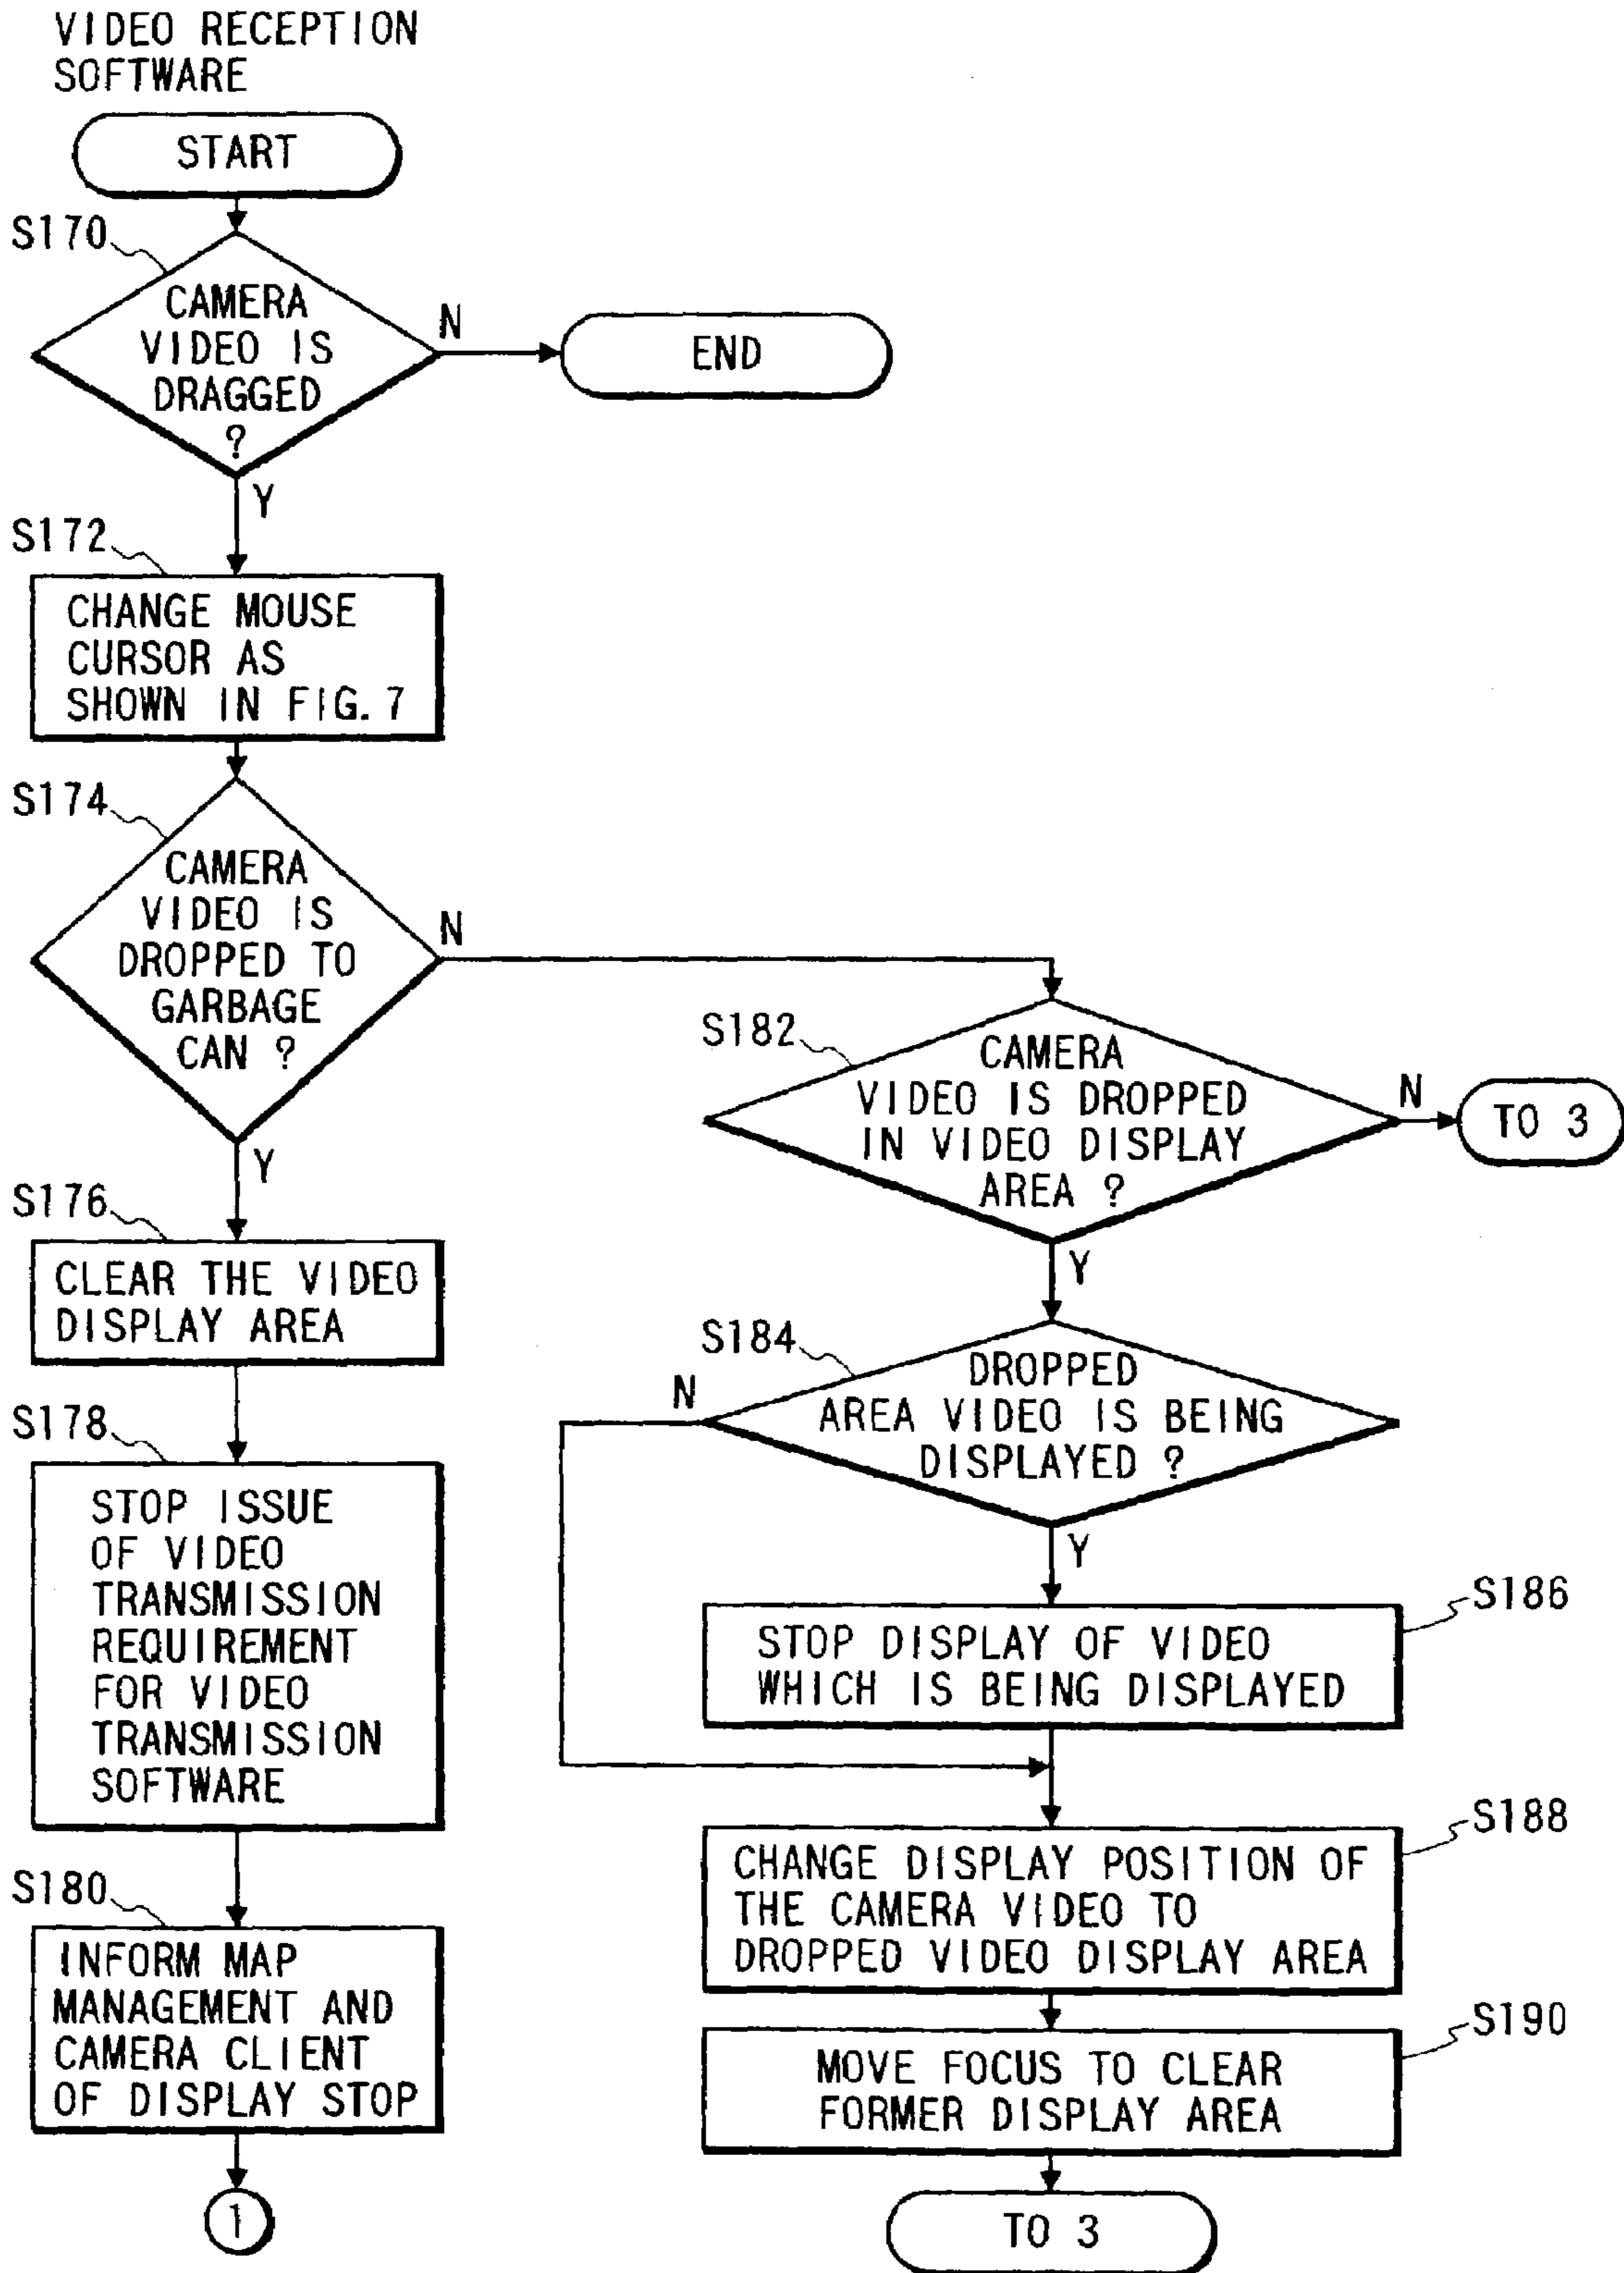 VIDEO RECEPTION
SOFTWARE
START
S170
CAMERA
VIDEO IS
DRAGGED
?
N
END
Y
S172
CHANGE MOUSE
CURSOR AS
SHOWN IN FIG. 7
S174
CAMERA
VIDEO IS
DROPPED TO
GARBAGE
CAN ?
N
Y
S176
CLEAR THE VIDEO
DISPLAY AREA
S178
STOP ISSUE
OF VIDEO
TRANSMISSION
REQUIREMENT
FOR VIDEO
TRANSMISSION
SOFTWARE
S180
INFORM MAP
MANAGEMENT AND
CAMERA CLIENT
OF DISPLAY STOP
1
S182
CAMERA
VIDEO IS DROPPED
IN VIDEO DISPLAY
AREA ?
N
TO 3
Y
S184
DROPPED
AREA VIDEO IS BEING
DISPLAYED ?
N
Y
S186
STOP DISPLAY OF VIDEO
WHICH IS BEING DISPLAYED
S188
CHANGE DISPLAY POSITION OF
THE CAMERA VIDEO TO
DROPPED VIDEO DISPLAY AREA
S190
MOVE FOCUS TO CLEAR
FORMER DISPLAY AREA
TO 3